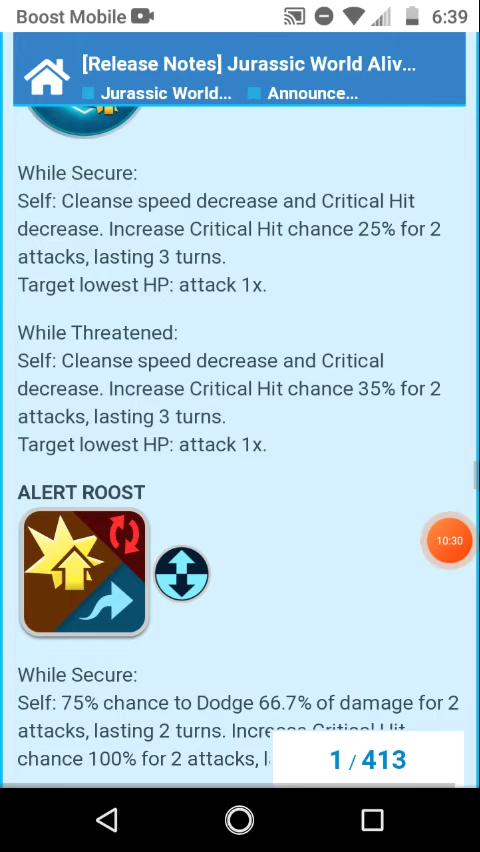 Boost Mobile 6:39
[Release Notes] Jurassic World Aliv...
Jurassic World... Announce...
While Secure:
Self: Cleanse speed decrease and Critical Hit
decrease. Increase Critical Hit chance 25% for 2
attacks, lasting 3 turns.
Target lowest HP: attack 1x.
While Threatened:
Self: Cleanse speed decrease and Critical
decrease. Increase Critical Hit chance 35% for 2
attacks, lasting 3 turns.
Target lowest HP: attack 1x.
ALERT ROOST
10:30
While Secure:
Self: 75% chance to Dodge 66.7% of damage for 2
attacks, lasting 2 turns. Increase Critical Hit
chance 100% for 2 attacks,
1 / 413